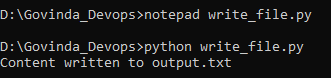 D:\Govinda_Devops>notepad write_file.py
D:\Govinda_Devops>python write_file.py
Content written to output.txt